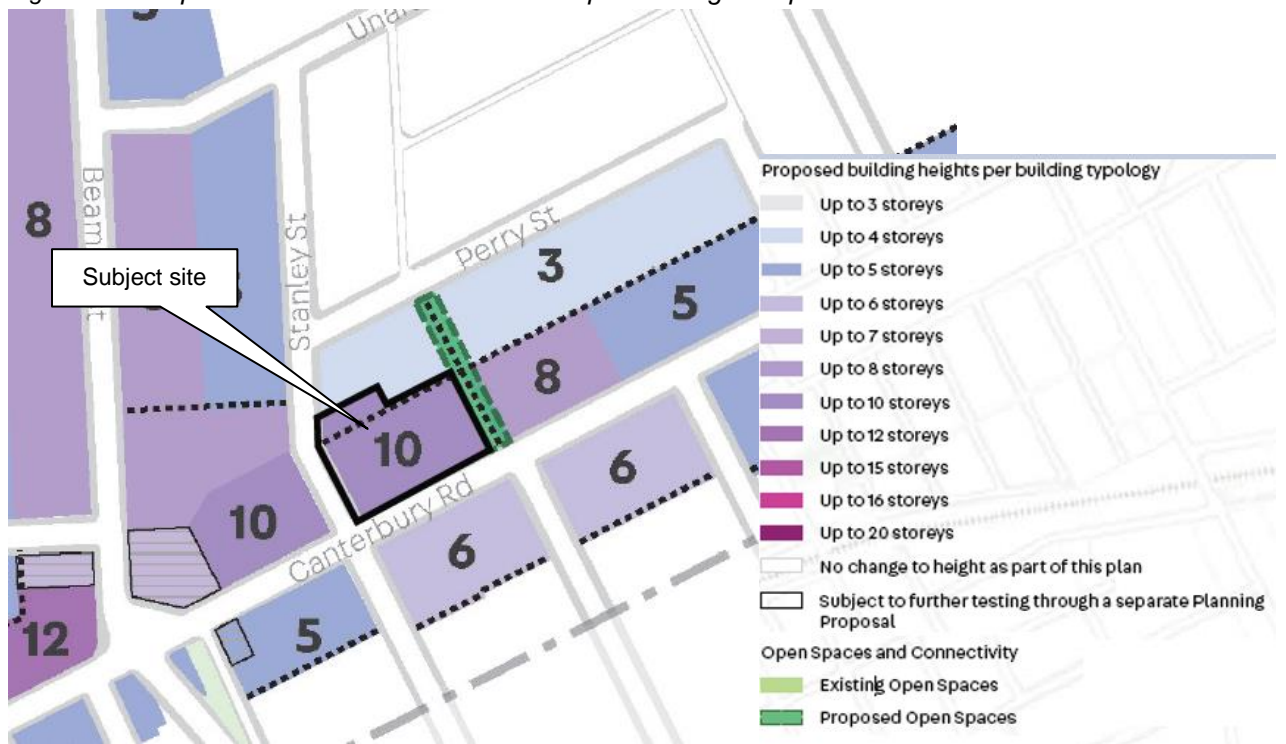 Subject site
Beam
t
Stanley St
Perry St
Canterbury Rd
8
3
5
8
10
10
6
6
5
12
Proposed building heights per building typology
Up to 3 storeys
Up to 4 storeys
Up to 5 storeys
Up to 6 storeys
Up to 7 storeys
Up to 8 storeys
Up to 10 storeys
Up to 12 storeys
Up to 15 storeys
Up to 16 storeys
Up to 20 storeys
No change to height as part of this plan
Subject to further testing through a separate Planning
Proposal
Open Spaces and Connectivity
Existing Open Spaces
Proposed Open Spaces